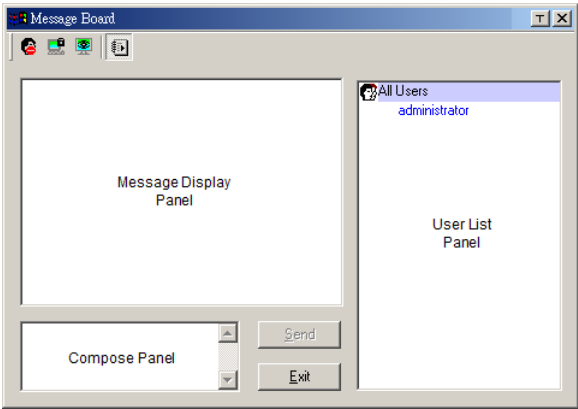 Message Board
T
All Users
administrator
Message Display
Panel
User List
Panel
Compose Panel
Send
Exit